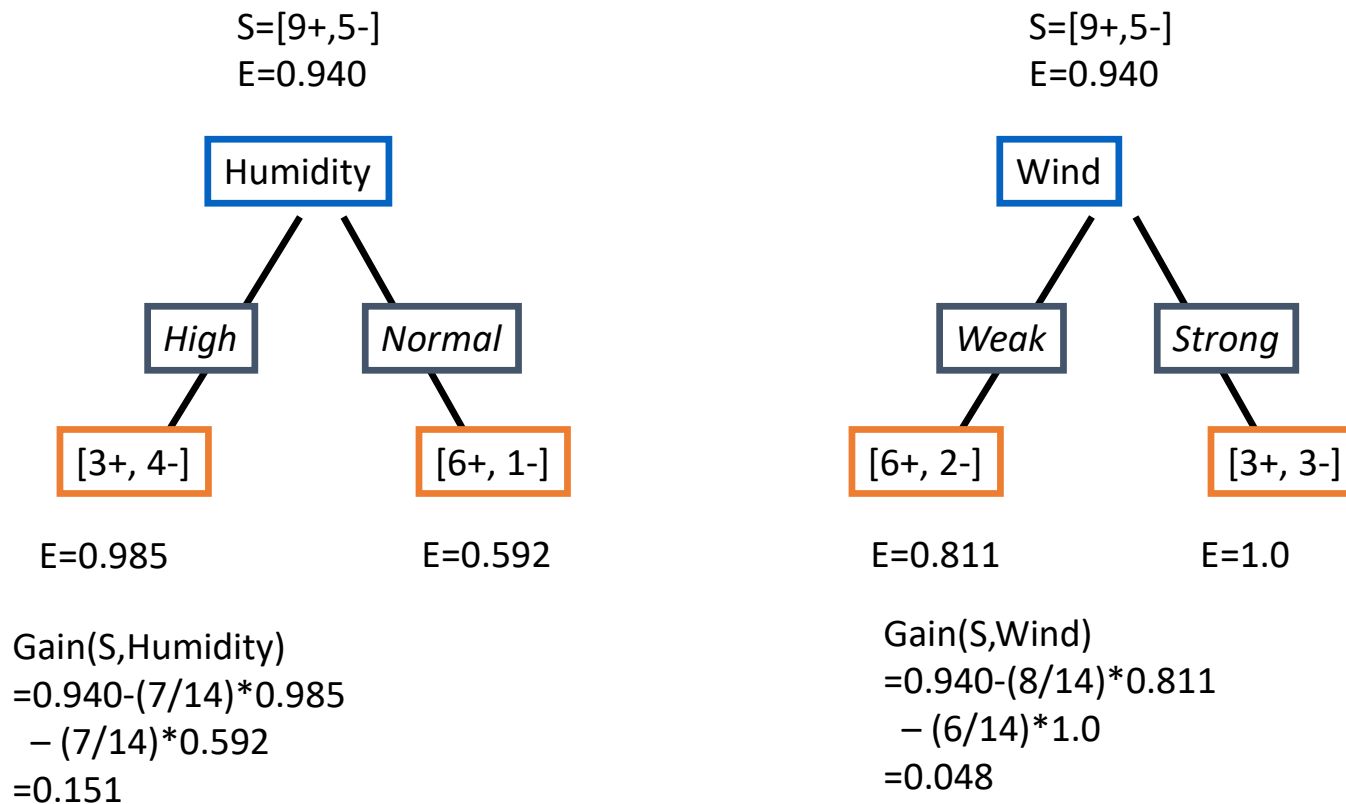 S=[9+,5-]
E=0.940
Humidity
High
Normal
[3+, 4-]
[6+, 1-]
E=0.985
E=0.592
Gain(S,Humidity)
=0.940-(7/14)*0.985
– (7/14)*0.592
=0.151
S=[9+,5-]
E=0.940
Wind
Weak
Strong
[6+, 2-]
[3+, 3-]
E=0.811
E=1.0
Gain(S,Wind)
=0.940-(8/14)*0.811
– (6/14)*1.0
=0.048